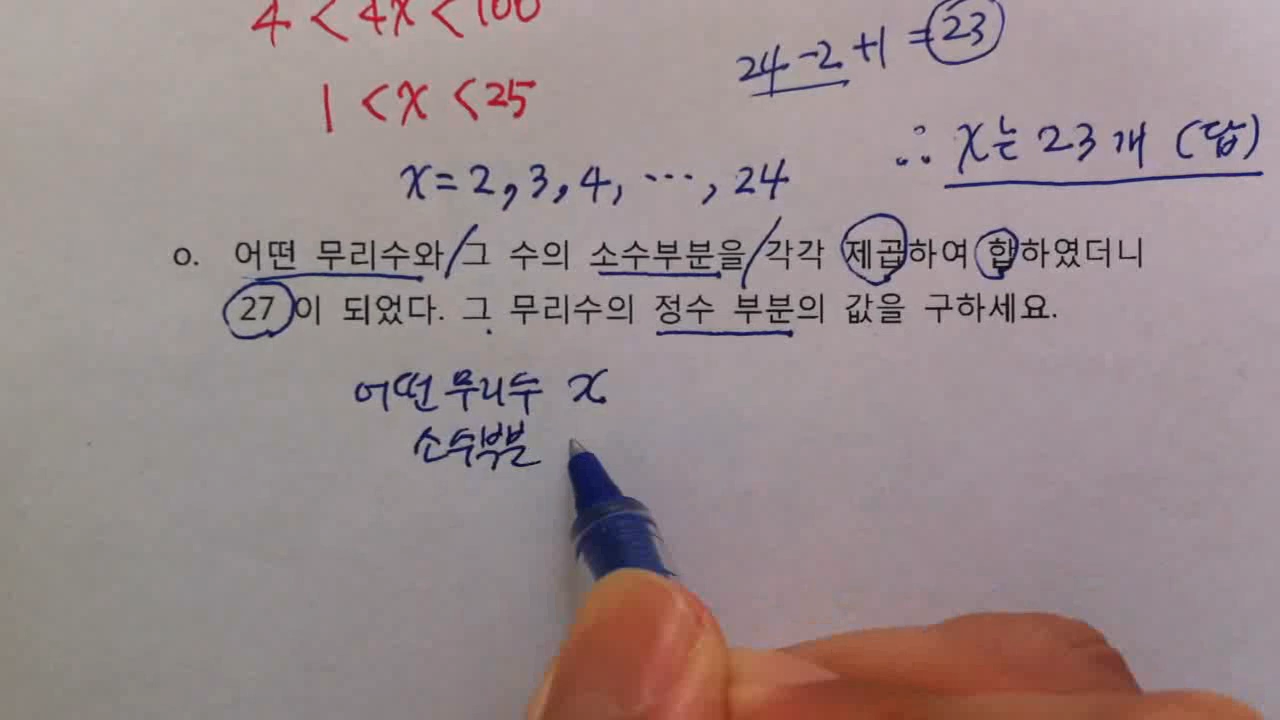 4 < 4x < 100
24-2+1 = 23
1 < x < 25
∴ x는 23개 (답)
x = 2, 3, 4, ⋯, 24
o. 어떤 무리수와 그 수의 소수부분을 각각 제곱하여 합하였더니
27이 되었다. 그 무리수의 정수 부분의 값을 구하세요.
어떤 무리수 x
소수부분